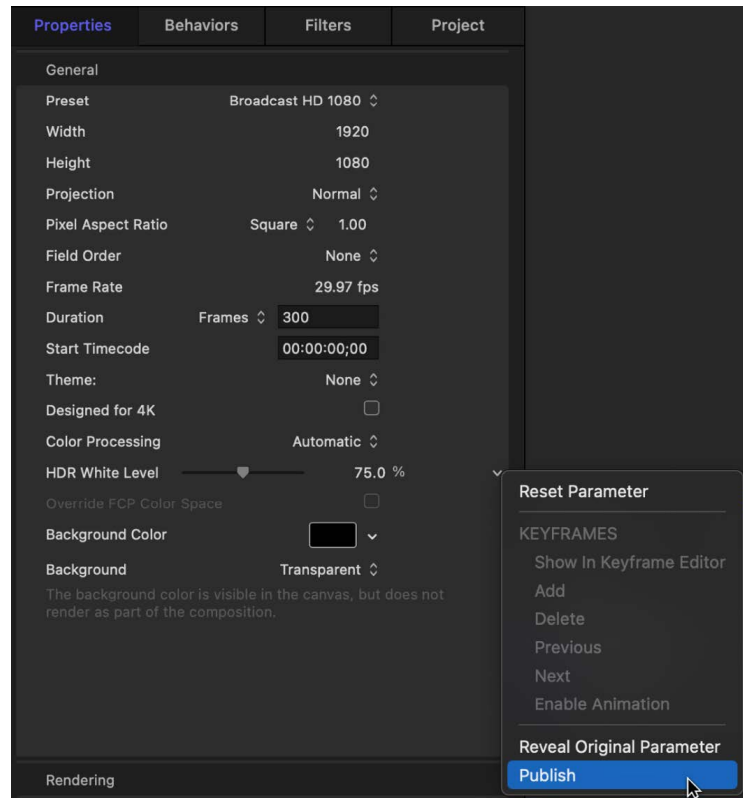 Properties Behaviors Filters Project
General
Preset Broadcast HD 1080
Width 1920
Height 1080
Projection Normal
Pixel Aspect Ratio Square 1.00
Field Order None
Frame Rate 29.97 fps
Duration Frames 300
Start Timecode 00:00:00;00
Theme: None
Designed for 4K
Color Processing Automatic
HDR White Level 75.0 %
Override FCP Color Space
Background Color
Background Transparent
The background color is visible in the canvas, but does not
render as part of the composition.
Rendering
Reset Parameter
KEYFRAMES
Show In Keyframe Editor
Add
Delete
Previous
Next
Enable Animation
Reveal Original Parameter
Publish